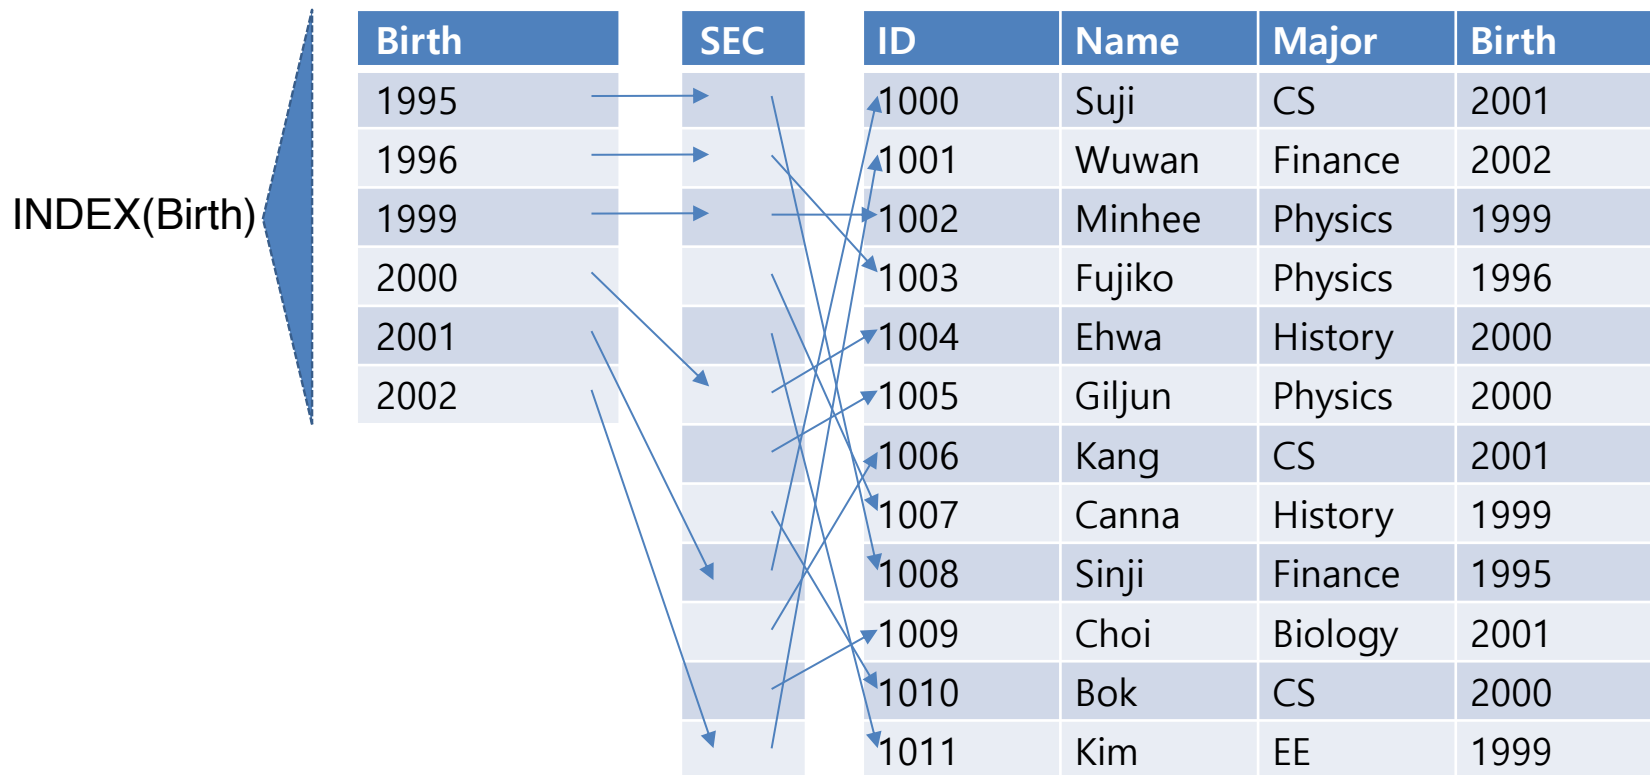 Birth SEC ID Name Major Birth
1995 1000 Suji CS 2001
1996 1001 Wuwan Finance 2002
INDEX(Birth) 1999 1002 Minhee Physics 1999
2000 1003 Fujiko Physics 1996
2001 1004 Ehwa History 2000
2002 1005 Giljun Physics 2000
1006 Kang CS 2001
1007 Canna History 1999
1008 Sinji Finance 1995
1009 Choi Biology 2001
1010 Bok CS 2000
1011 Kim EE 1999